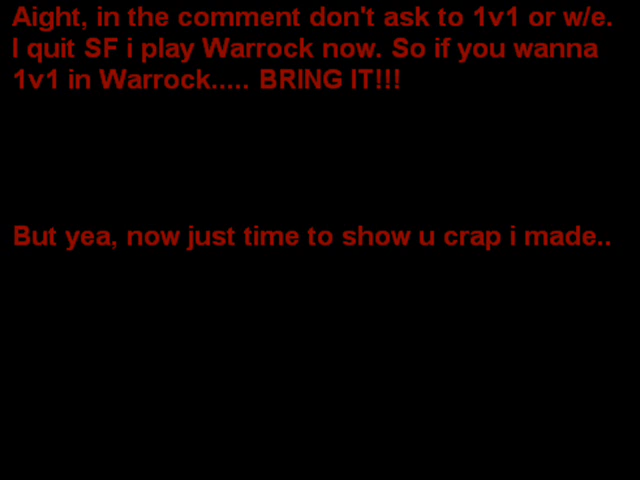 Aight, in the comment don't ask to 1v1 or w/e.
I quit SF i play Warrock now. So if you wanna
1v1 in Warrock..... BRING IT!!!
But yea, now just time to show u crap i made..